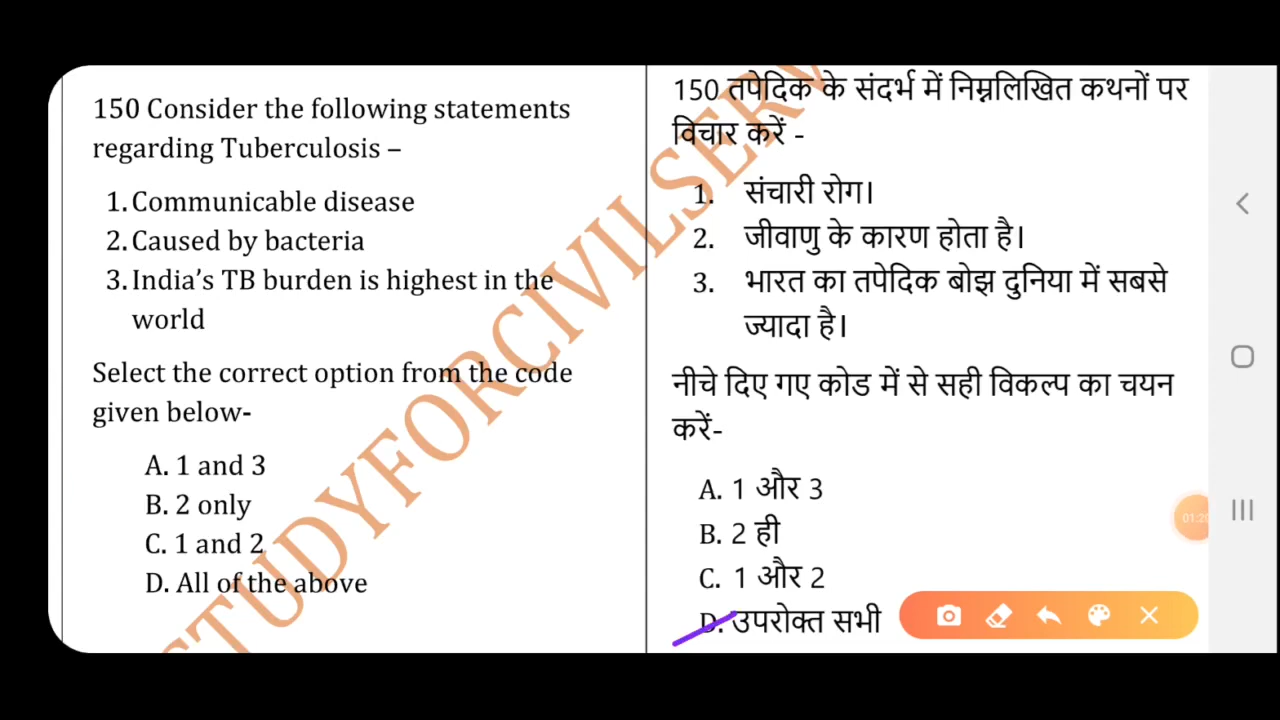 150 Consider the following statements
regarding Tuberculosis –
1. Communicable disease
2. Caused by bacteria
3. India’s TB burden is highest in the
world
Select the correct option from the code
given below-
A. 1 and 3
B. 2 only
C. 1 and 2
D. All of the above
150 तपेदिक के संदर्भ में निम्नलिखित कथनों पर
विचार करें -
1. संचारी रोग।
2. जीवाणु के कारण होता है।
3. भारत का तपेदिक बोझ दुनिया में सबसे
ज्यादा है।
नीचे दिए गए कोड में से सही विकल्प का चयन
करें-
A. 1 और 3
B. 2 ही
C. 1 और 2
D. उपरोक्त सभी
STUDYFORCIVILSERV